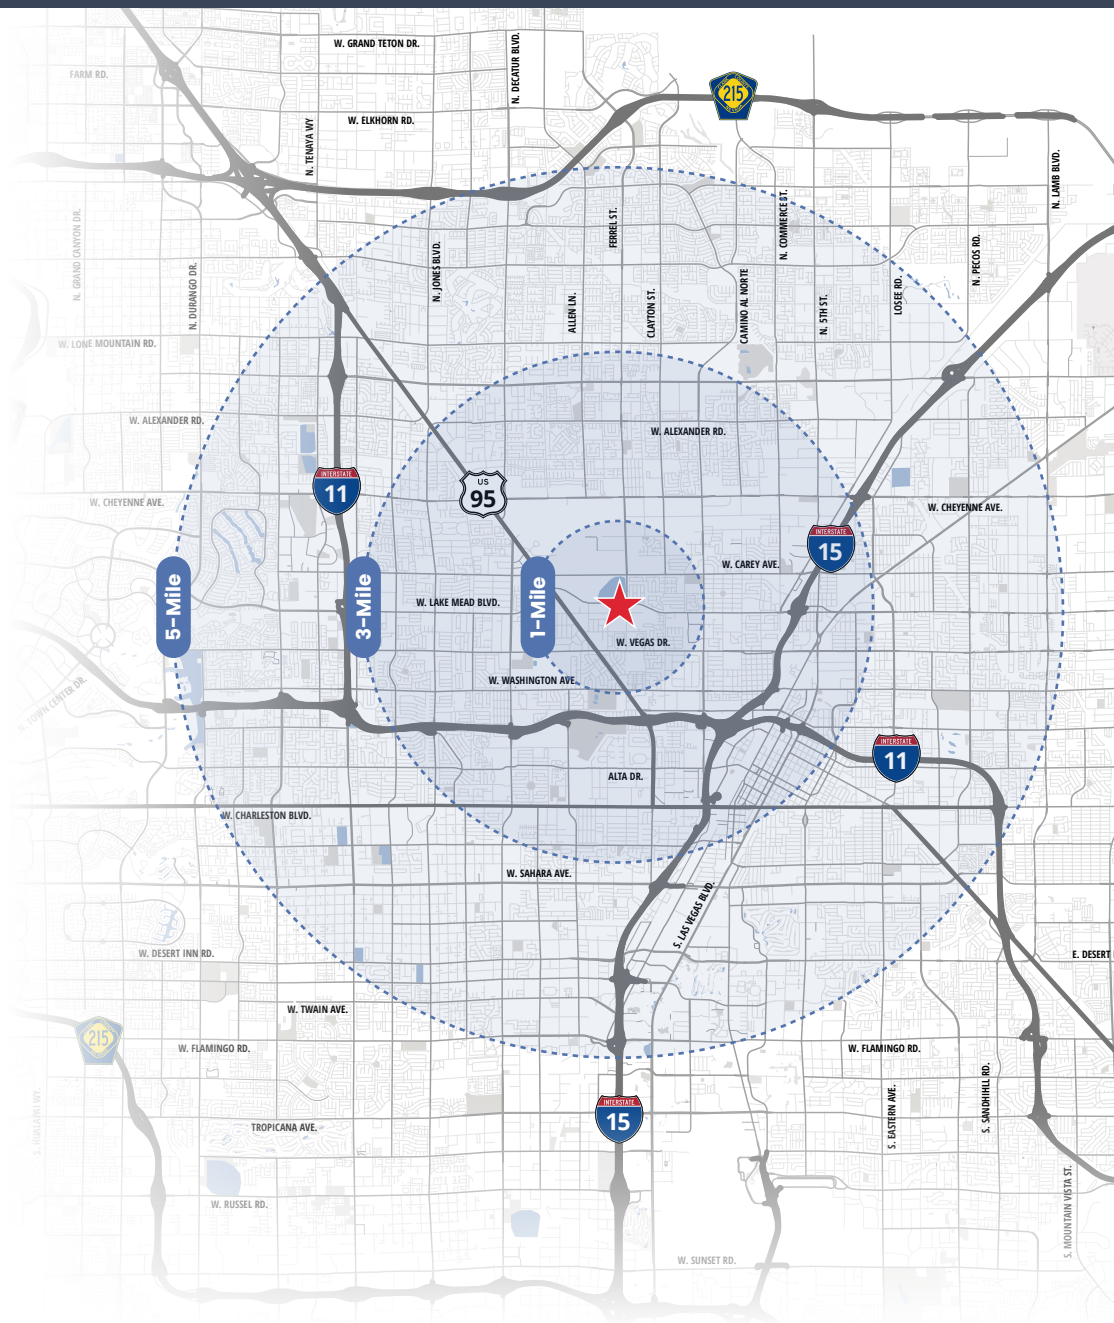 W. GRAND TETON DR.
N. DECATUR BLVD.
FARM RD.
215
W. ELKHORN RD.
N. TENAYA WY
N. LAMB BLVD.
N. GRAND CANYON DR.
FERREL ST.
N. COMMERCE ST.
N. DURANGO DR.
N. JONES BLVD.
N. PECOS RD.
ALLEN LN.
CLAYTON ST.
CAMINO AL NORTE
N. 5TH ST.
LOSEE RD.
W. LONE MOUNTAIN RD.
W. ALEXANDER RD.
W. ALEXANDER RD.
INTERSTATE
11
US
95
W. CHEYENNE AVE.
W. CHEYENNE AVE.
INTERSTATE
15
W. CAREY AVE.
5-Mile
3-Mile
1-Mile
W. LAKE MEAD BLVD.
W. VEGAS DR.
W. WASHINGTON AVE.
N. TOWN CENTER DR.
INTERSTATE
11
ALTA DR.
W. CHARLESTON BLVD.
W. SAHARA AVE.
S. LAS VEGAS BLVD.
W. DESERT INN RD.
E. DESERT
W. TWAIN AVE.
215
W. FLAMINGO RD.
W. FLAMINGO RD.
S. HUALAPAI WY.
INTERSTATE
15
S. EASTERN AVE.
S. SANDHHILL RD.
TROPICANA AVE.
W. RUSSEL RD.
S. MOUNTAIN VISTA ST.
W. SUNSET RD.